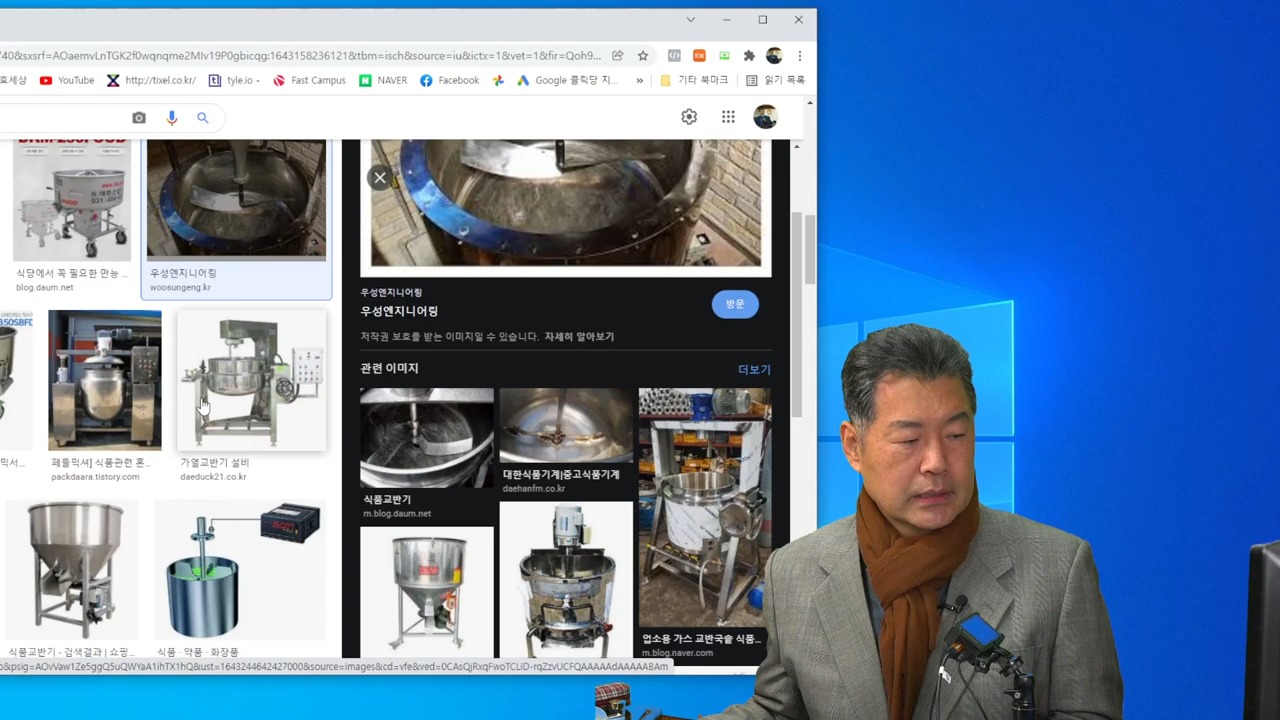 40&sxsrf=AOaemvLnTGK2f0wqnqme2MIv19P0gbicqg:1643158236121&tbm=isch&source=iu&ictx=1&vet=1&fir=Qoh9...
YouTube
http://tixel.co.kr/
tyle.io -
Fast Campus
NAVER
Facebook
Google 클릭당 지...
»
기타 북마크
읽기 목록
식당에서 꼭 필요한 만능 ...
blog.daum.net
우성엔지니어링
woosungeng.kr
우성엔지니어링
우성엔지니어링
방문
저작권 보호를 받는 이미지일 수 있습니다. 자세히 알아보기
관련 이미지
더보기
페들믹셔] 식품관련 혼...
packdaara.tistory.com
가열교반기 설비
daeduck21.co.kr
식품교반기
m.blog.daum.net
대한식품기계|중고식품기계
daehanfm.co.kr
업소용 가스 교반국솥 식품...
m.blog.naver.com
식품교반기 - 검색결과 | 쇼핑...
식품 · 약품 · 화장품